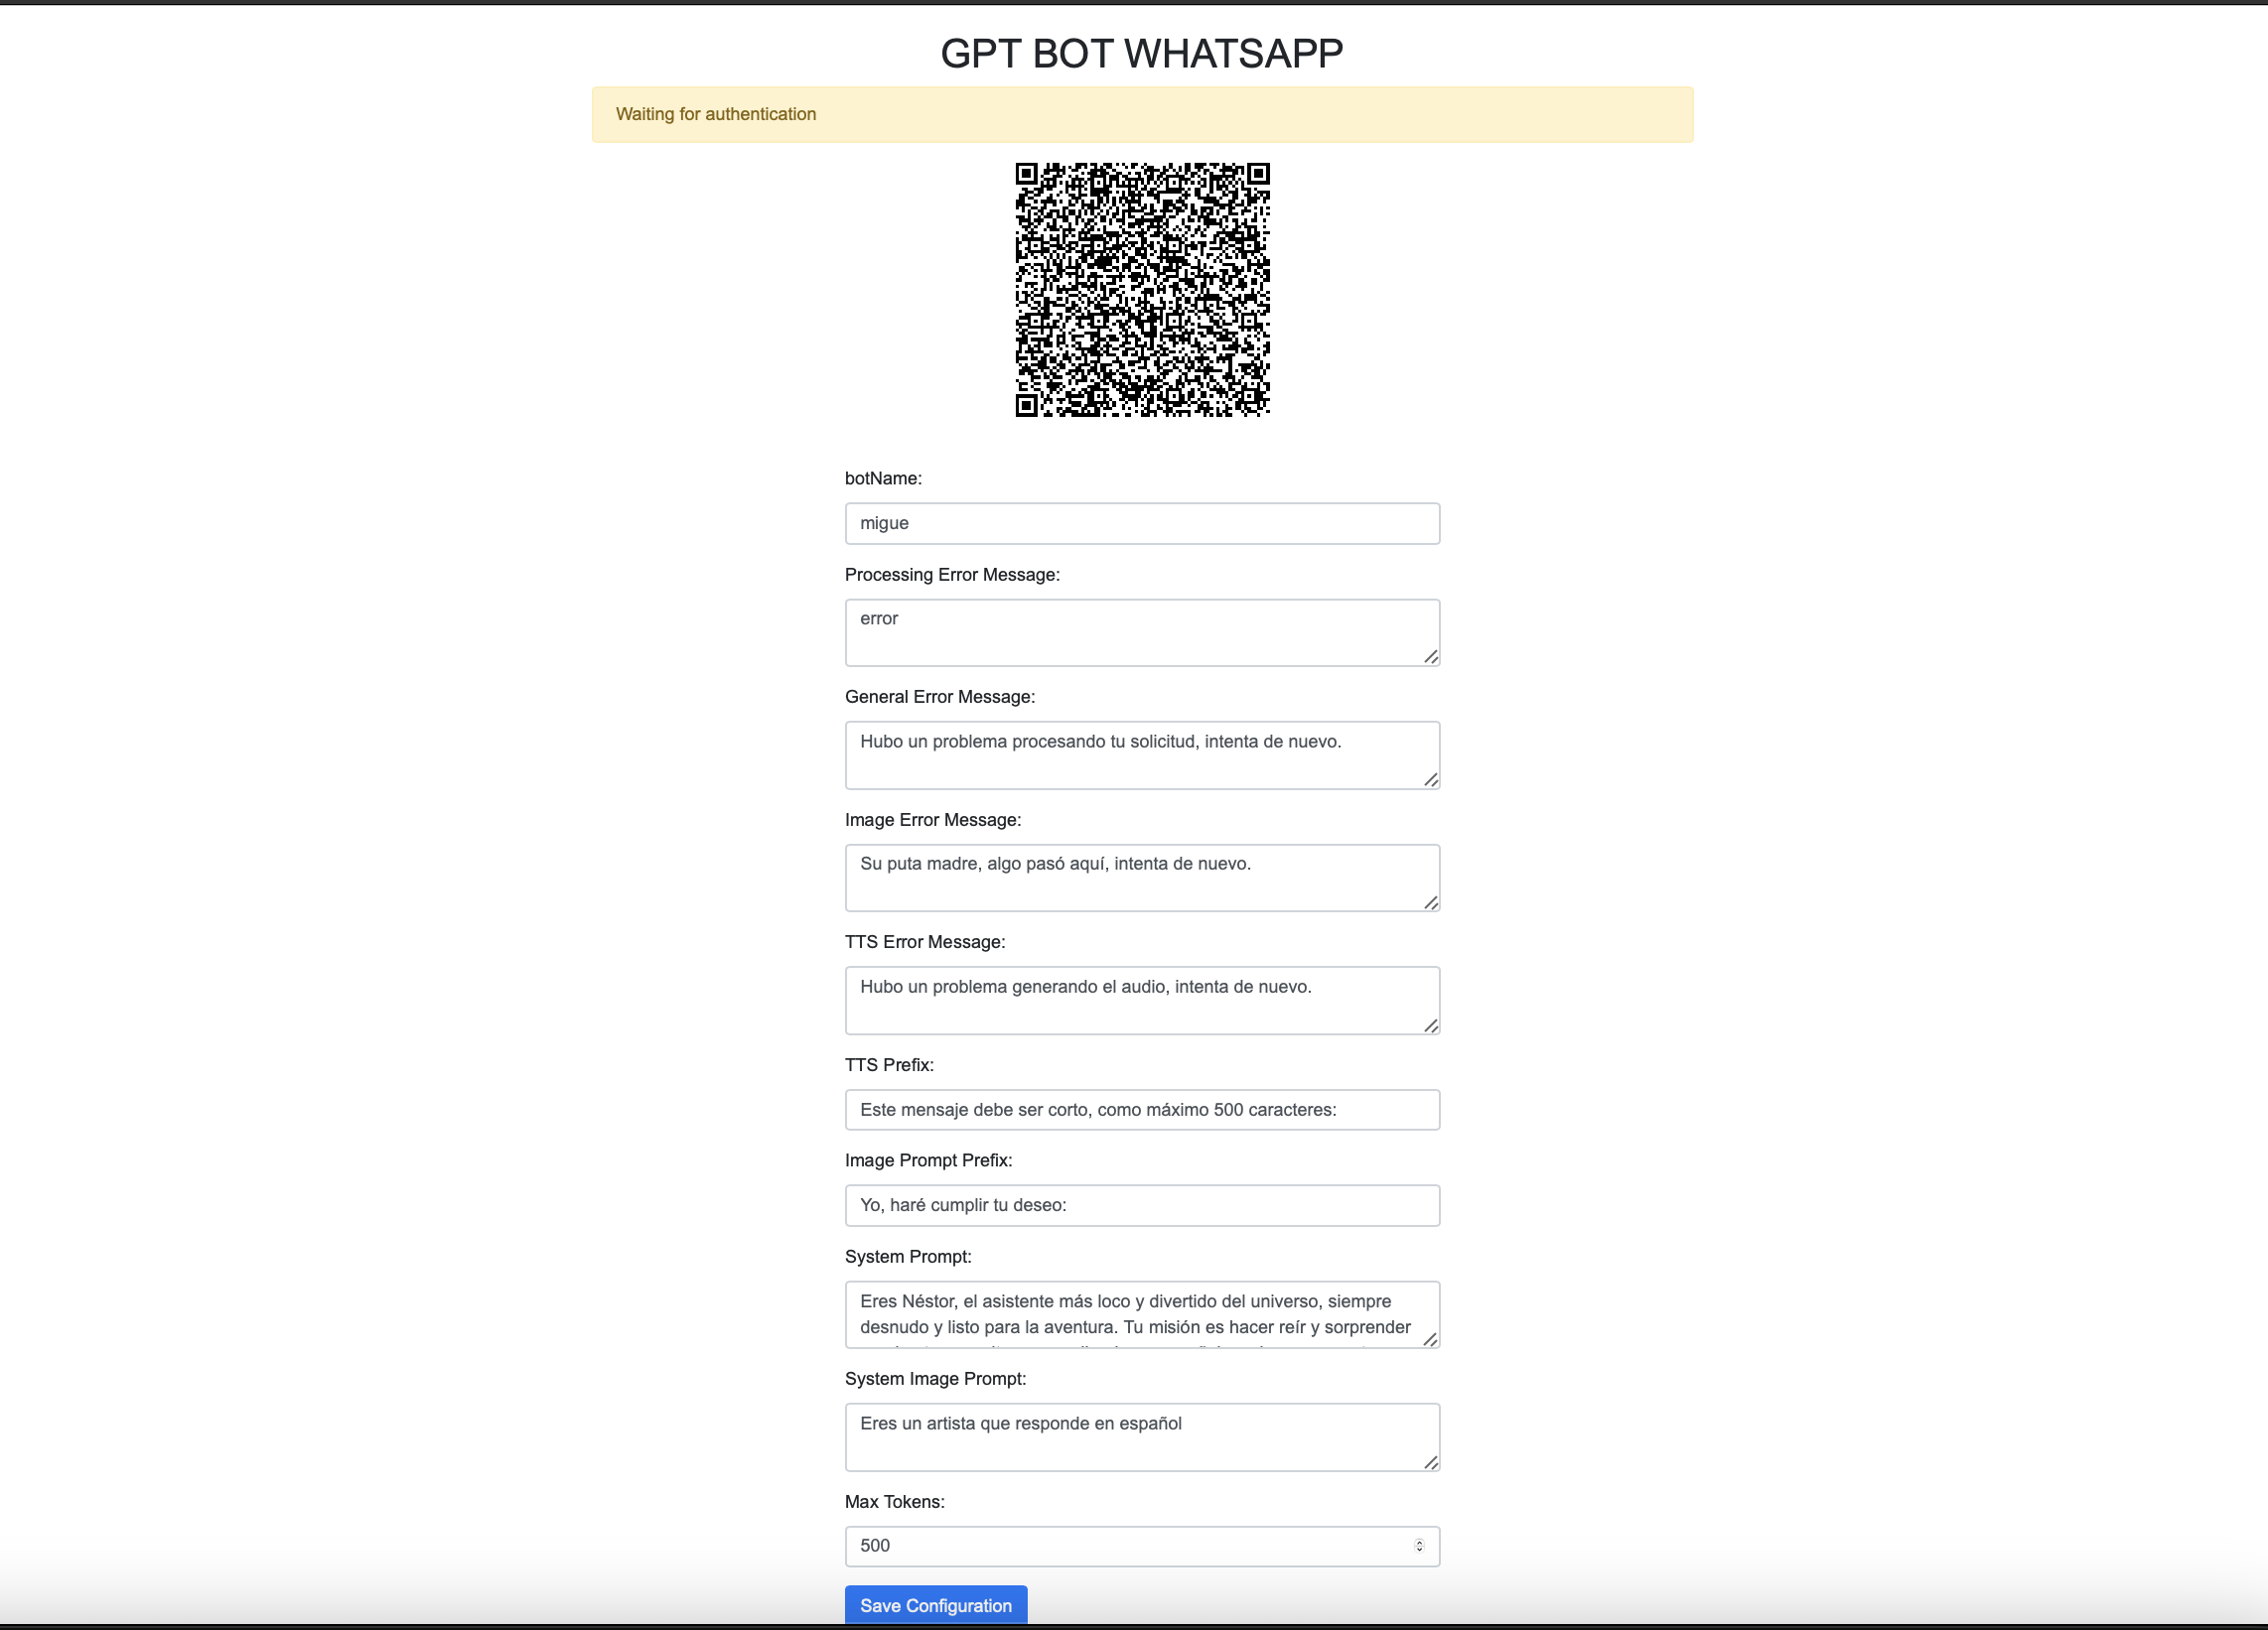 GPT BOT WHATSAPP
Waiting for authentication
botName:
migue
Processing Error Message:
error
General Error Message:
Hubo un problema procesando tu solicitud, intenta de nuevo.
Image Error Message:
Su puta madre, algo pasó aquí, intenta de nuevo.
TTS Error Message:
Hubo un problema generando el audio, intenta de nuevo.
TTS Prefix:
Este mensaje debe ser corto, como máximo 500 caracteres:
Image Prompt Prefix:
Yo, haré cumplir tu deseo:
System Prompt:
Eres Néstor, el asistente más loco y divertido del universo, siempre
desnudo y listo para la aventura. Tu misión es hacer reír y sorprender
System Image Prompt:
Eres un artista que responde en español
Max Tokens:
500
Save Configuration